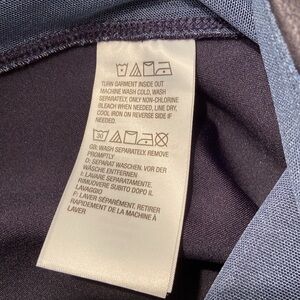 TURN GARMENT INSIDE OUT
MACHINE WASH COLD, WASH
SEPARATELY, ONLY NON-CHLORINE
BLEACH WHEN NEEDED, LINE DRY,
COOL IRON ON REVERSE SIDE IF
NEEDED.
30
GB: WASH SEPARATELY. REMOVE
PROMPTLY
D: SEPARAT WASCHEN. VOR DER
WÄSCHE ENTFERNEN
I: LAVARE SEPARATAMENTE.
RIMUOVERE SUBITO DOPO IL
LAVAGGIO
F: LAVER SÉPARÉMENT. RETIRER
RAPIDEMENT DE LA MACHINE À
LAVER